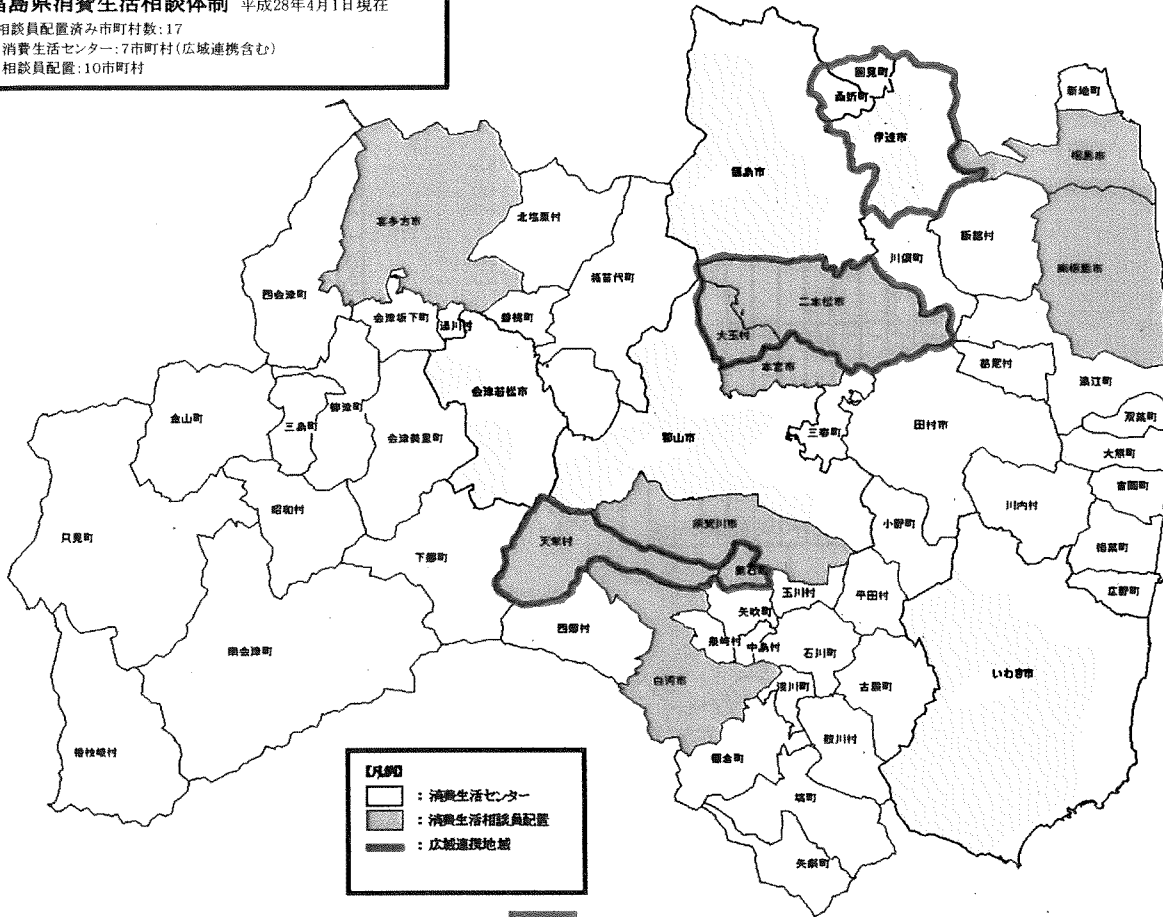 島県消費生活相談体制 平成28年4月1日現在
相談員配置済み市町村数:17
消費生活センター:7市町村(広域連携含む)
相談員配置:10市町村
国見町
桑折町
新地町
伊達市
相馬市
福島市
喜多方市
北塩原村
飯舘村
川俣町
南相馬市
猪苗代町
西会津町
二本松市
会津坂下町
湯川村
磐梯町
大玉村
本宮市
葛尾村
浪江町
会津若松市
金山町
柳津町
双葉町
三島町
会津美里町
郡山市
三春町
田村市
大熊町
富岡町
昭和村
川内村
須賀川市
小野町
只見町
天栄村
下郷町
楢葉町
鏡石町
玉川村
平田村
広野町
矢吹町
西郷村
泉崎村
中島村
石川町
南会津町
いわき市
白河市
浅川町
古殿町
檜枝岐村
鮫川村
棚倉町
塙町
矢祭町
【凡例】
:消費生活センター
:消費生活相談員配置
:広域連携地域